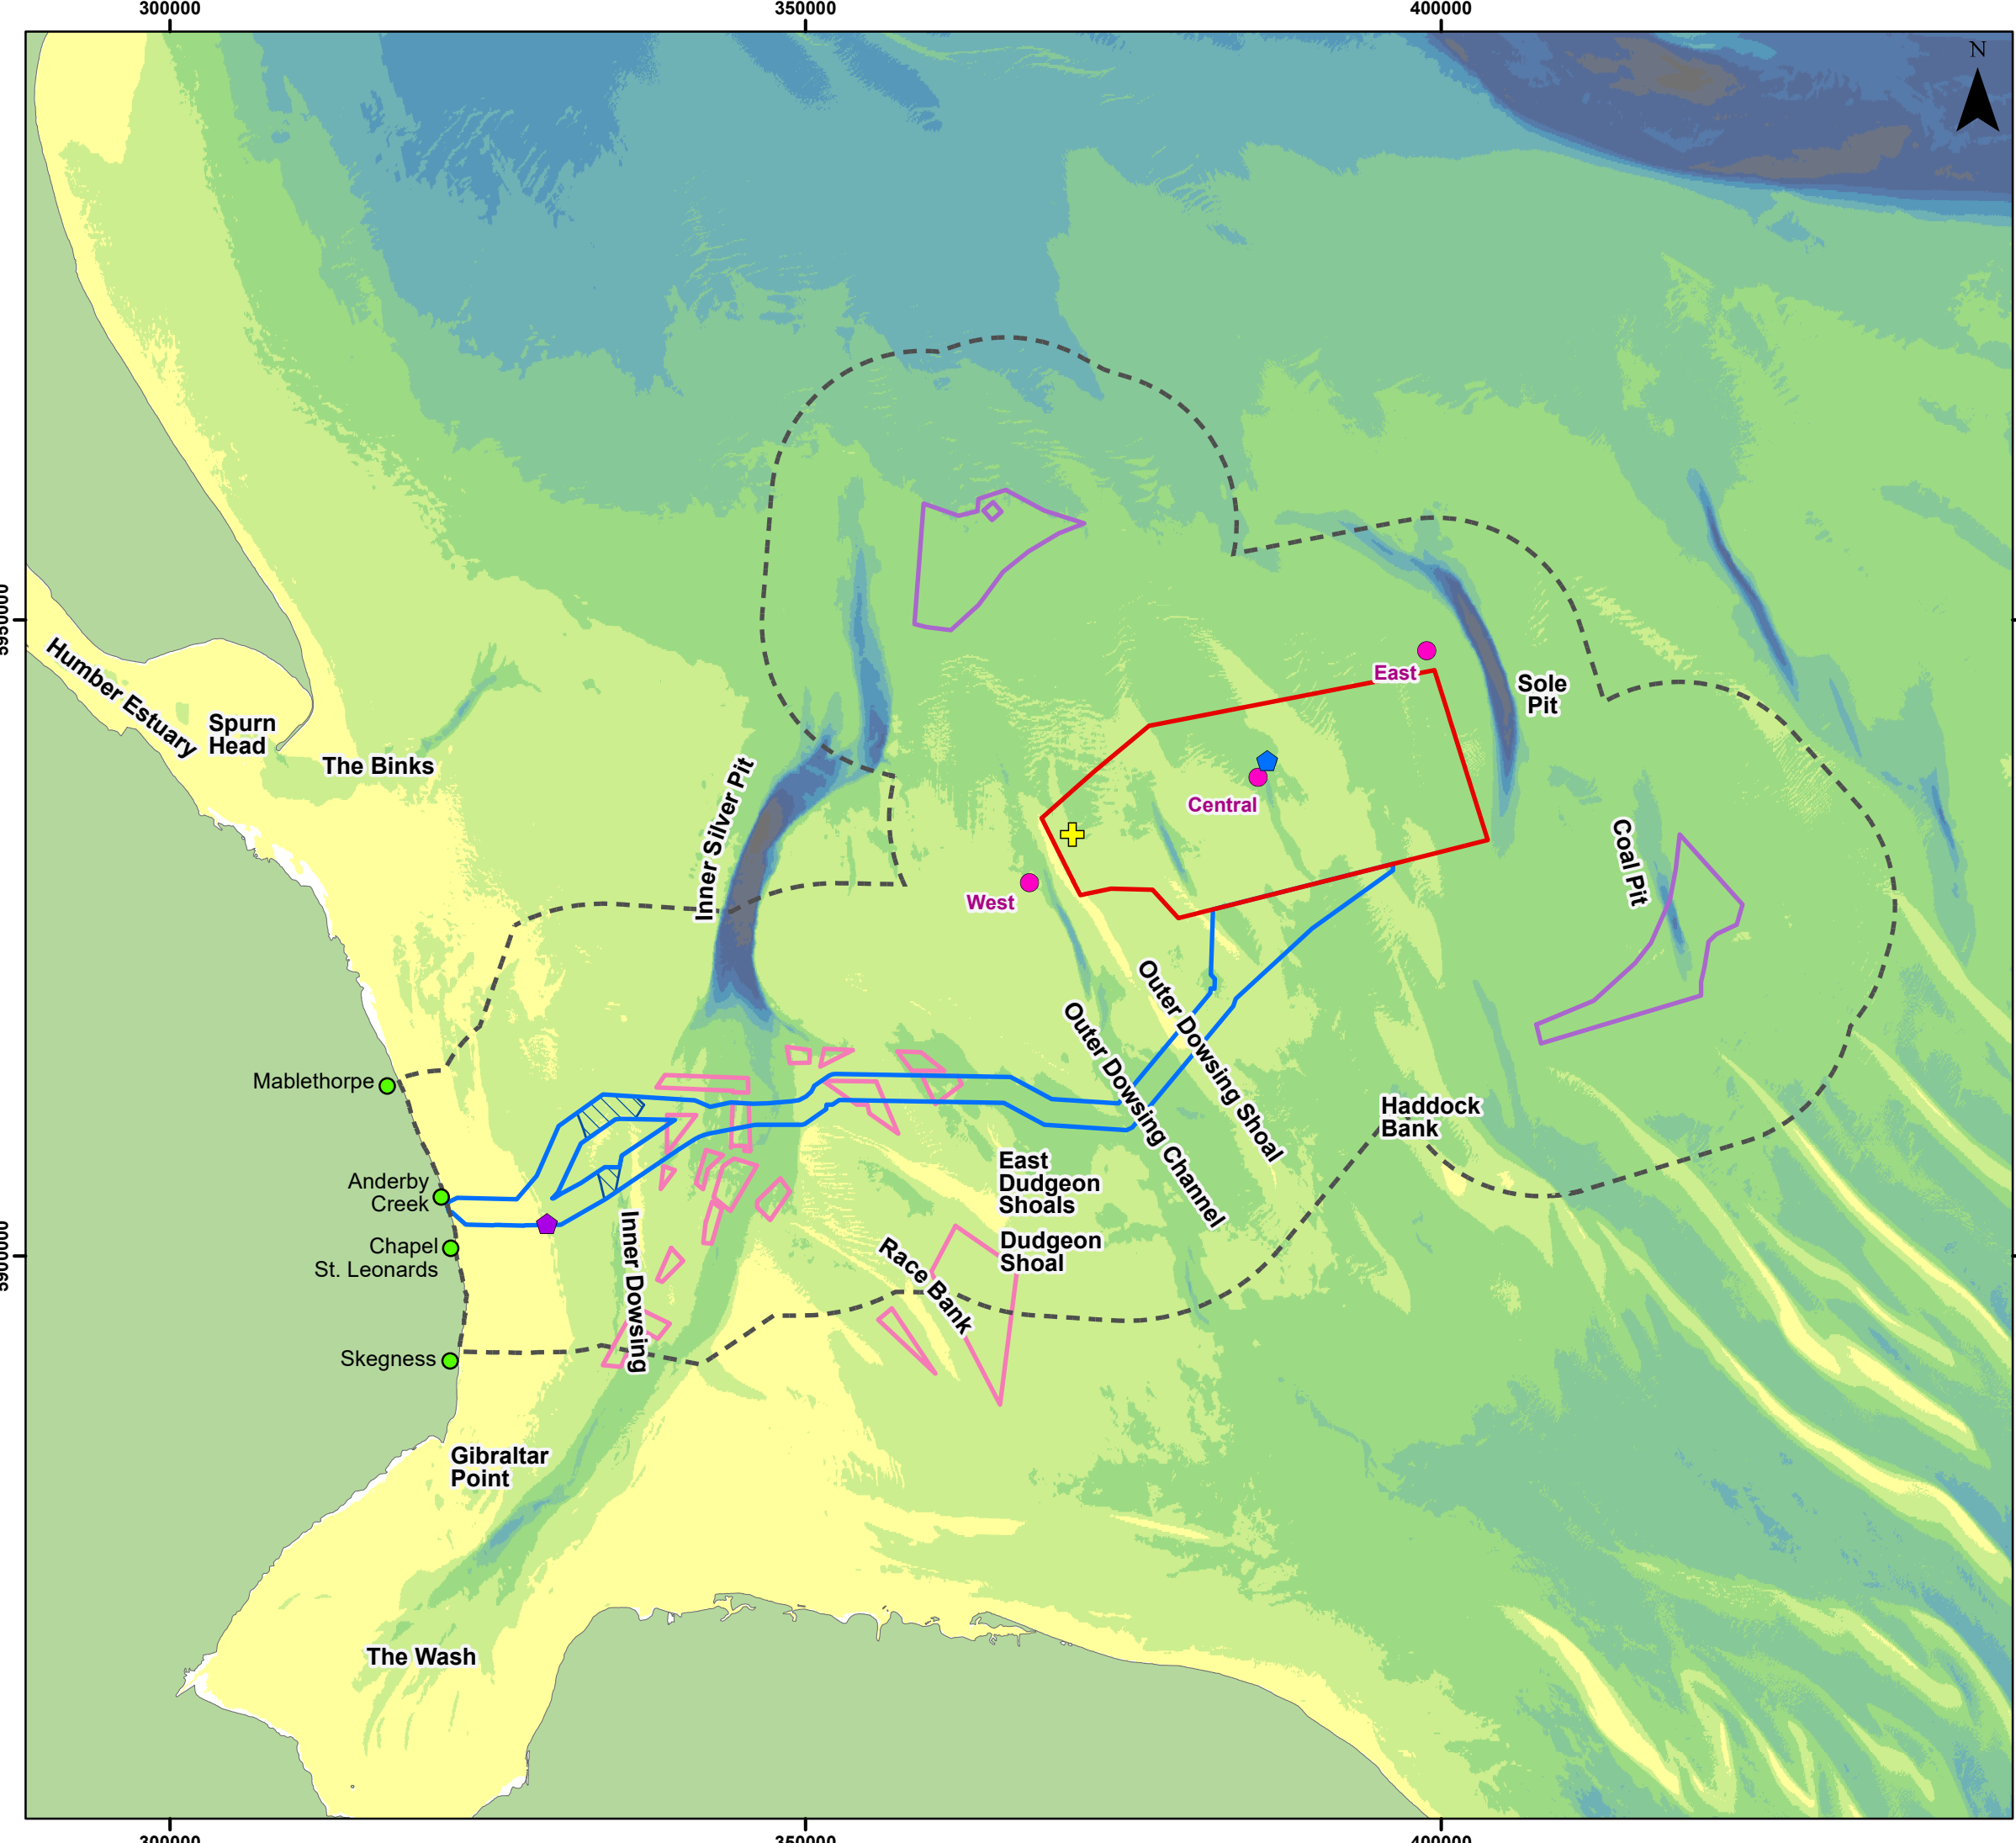 300000
350000
400000
N
Humber Estuary
Spurn
Head
The Binks
Inner Silver Pit
East
Sole
Pit
Central
West
Coal Pit
Outer Dowsing Shoal
Outer Dowsing Channel
Mablethorpe
Haddock
Bank
Anderby
Creek
East
Dudgeon
Shoals
Chapel
St. Leonards
Dudgeon
Shoal
Race Bank
Inner Dowsing
Skegness
Gibraltar
Point
The Wash
300000
350000
400000